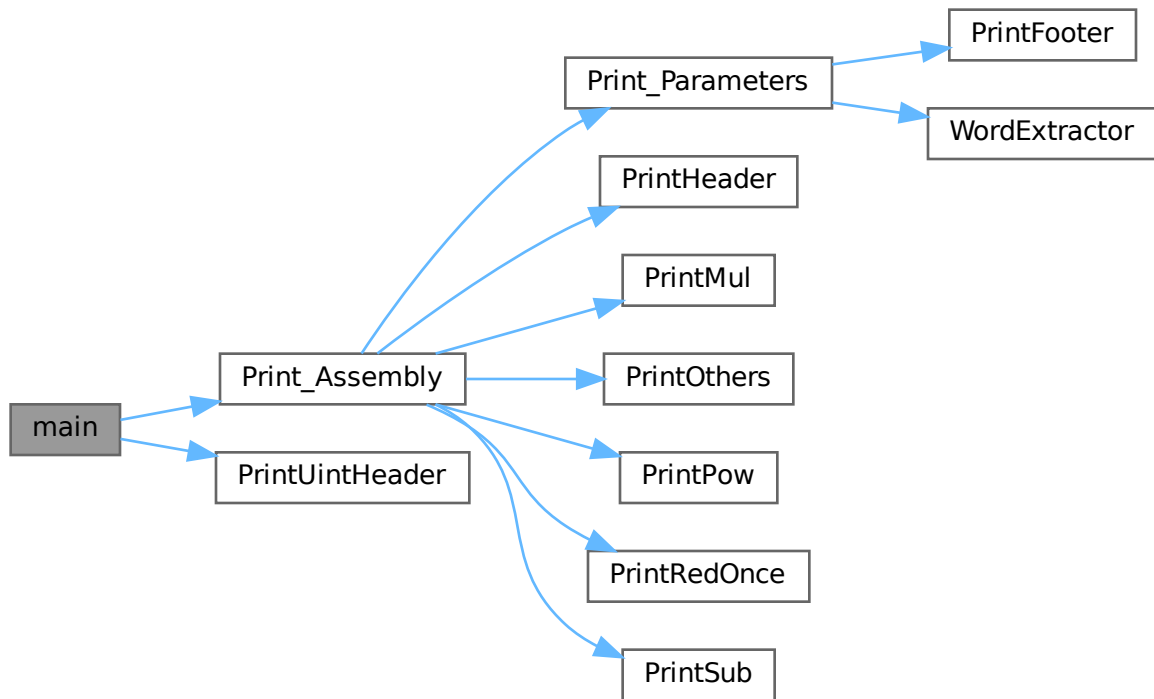 PrintFooter
Print_Parameters
WordExtractor
PrintHeader
PrintMul
Print_Assembly
PrintOthers
main
PrintUintHeader
PrintPow
PrintRedOnce
PrintSub